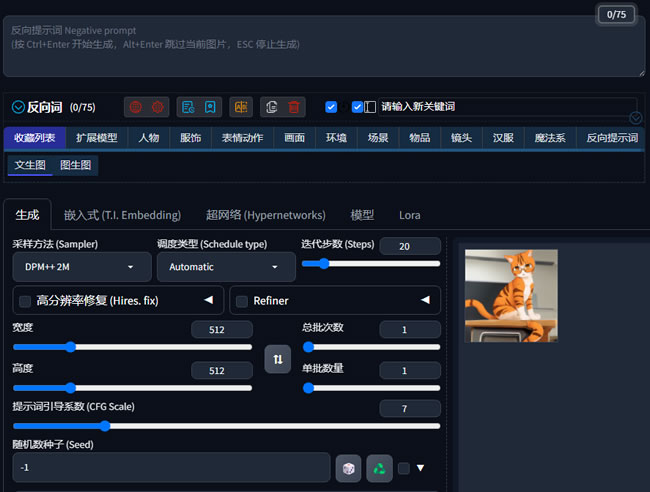 0/75
反向提示词 Negative prompt
(按 Ctrl+Enter 开始生成，Alt+Enter 跳过当前图片，ESC 停止生成)
反向词 (0/75) 请输入新关键词
收藏列表 扩展模型 人物 服饰 表情动作 画面 环境 场景 物品 镜头 汉服 魔法系 反向提示词
文生图 图生图
生成 嵌入式 (T.I. Embedding) 超网络 (Hypernetworks) 模型 Lora
采样方法 (Sampler) 调度类型 (Schedule type) 迭代步数 (Steps) 20
DPM++ 2M Automatic
高分辨率修复 (Hires. fix) Refiner
宽度 512 总批次数 1
高度 512 单批数量 1
提示词引导系数 (CFG Scale) 7
随机数种子 (Seed)
-1